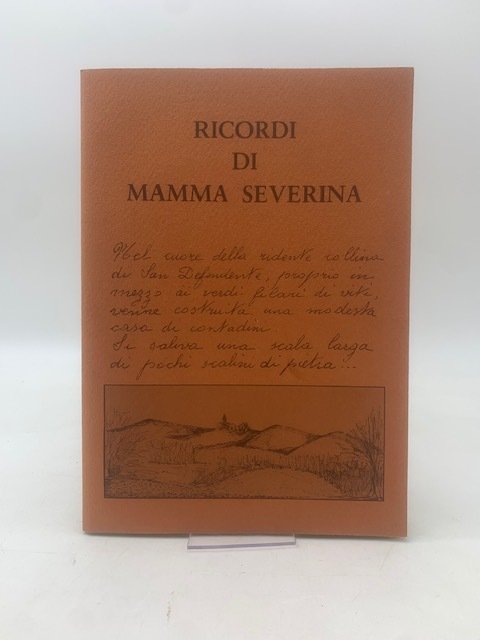 RICORDI
DI
MAMMA SEVERINA
Nel cuore della ridente collina
di San Defendente, proprio in
mezzo ai verdi filari di viti,
venne costruita una modesta
casa di contadini.
Si saliva una scala larga
di pochi scalini di pietra...